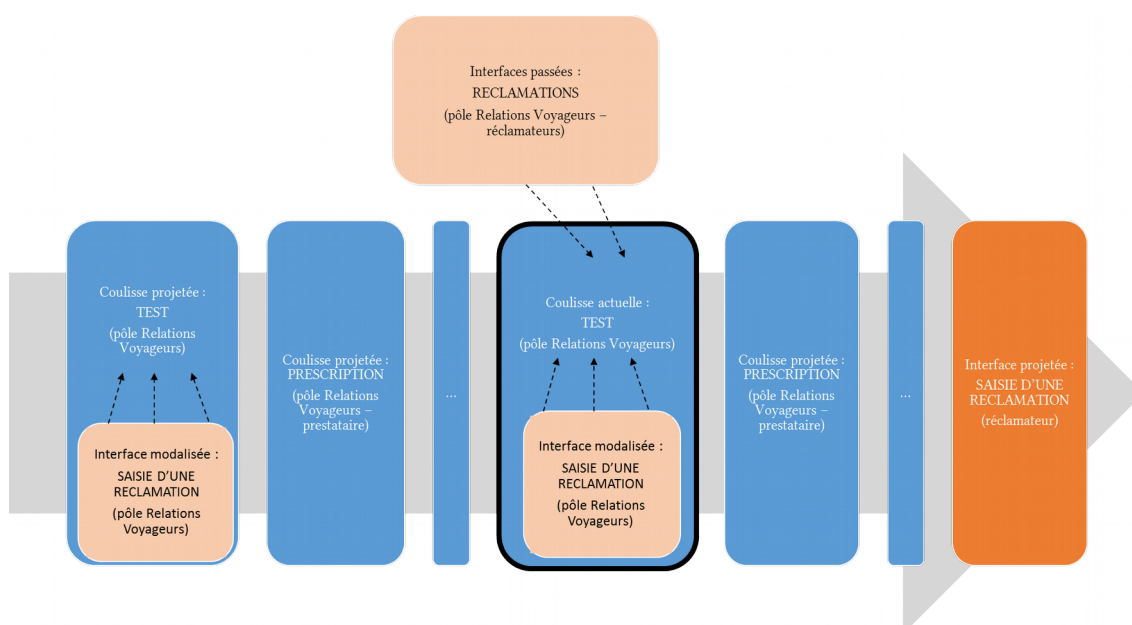 Interfaces passées :
RECLAMATIONS
(pôle Relations Voyageurs –
réclamateurs)
Coulisse projetée :
TEST
(pôle Relations
Voyageurs)
Interface modalisée :
SAISIE D’UNE
RECLAMATION
(pôle Relations
Voyageurs)
Coulisse projetée :
PRESCRIPTION
(pôle Relations
Voyageurs –
prestataire)
...
Coulisse actuelle :
TEST
(pôle Relations Voyageurs)
Interface modalisée :
SAISIE D’UNE
RECLAMATION
(pôle Relations
Voyageurs)
Coulisse projetée :
PRESCRIPTION
(pôle Relations
Voyageurs –
prestataire)
...
Interface projetée :
SAISIE D’UNE
RECLAMATION
(réclamateur)